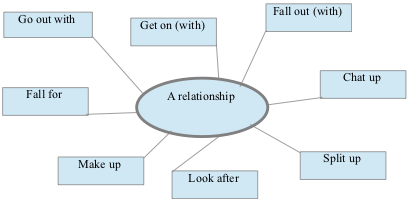 Go out with
Get on (with)
Fall out (with)
Chat up
Fall for
A relationship
Make up
Look after
Split up